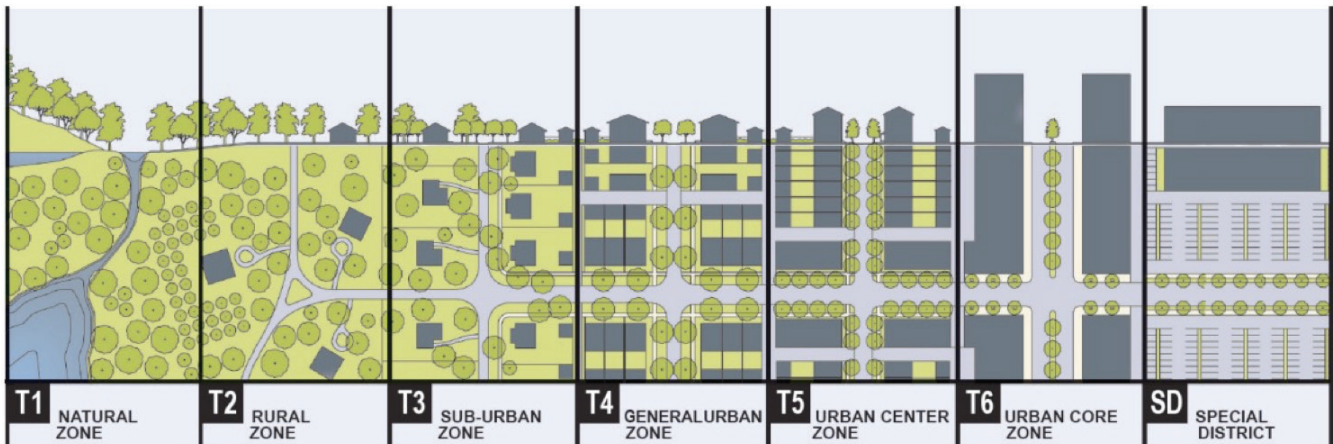 T1 NATURAL
ZONE
T2 RURAL
ZONE
T3 SUB-URBAN
ZONE
T4 GENERALURBAN
ZONE
T5 URBAN CENTER
ZONE
T6 URBAN CORE
ZONE
SD SPECIAL
DISTRICT